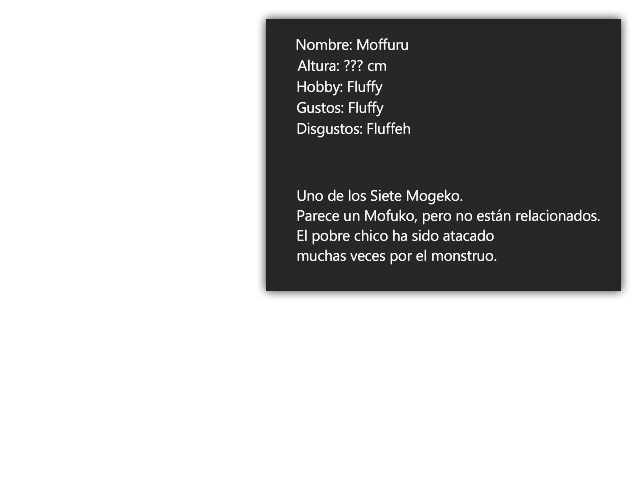 Nombre: Moffuru
Altura: ??? cm
Hobby: Fluffy
Gustos: Fluffy
Disgustos: Fluffeh
Uno de los Siete Mogeko.
Parece un Mofuko, pero no están relacionados.
El pobre chico ha sido atacado
muchas veces por el monstruo.